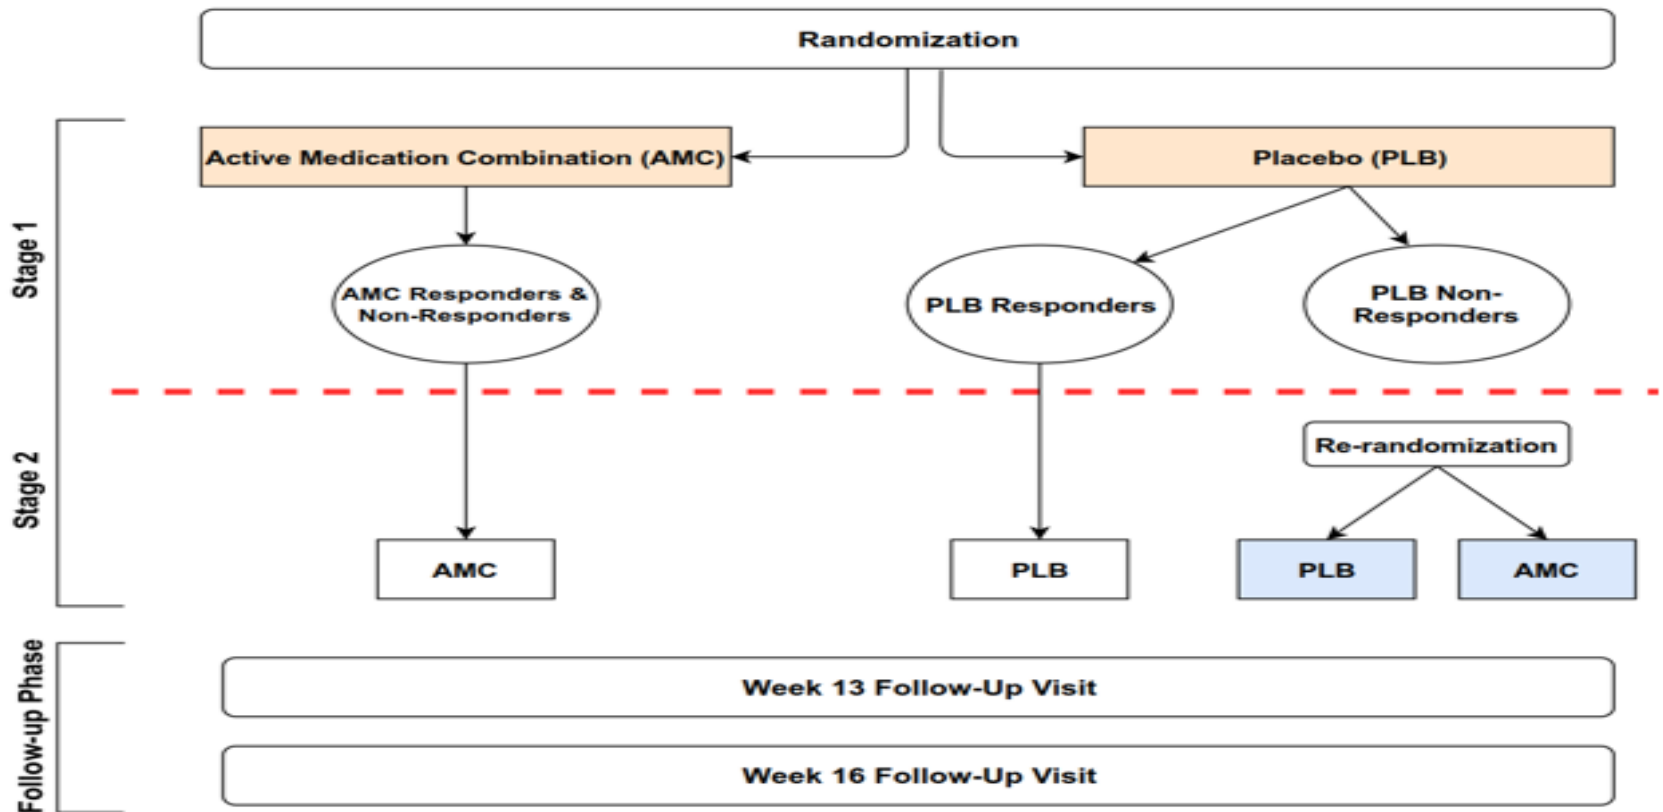 Randomization
Stage 1
Active Medication Combination (AMC)
Placebo (PLB)
AMC Responders &
Non-Responders
PLB Responders
PLB Non-
Responders
Stage 2
Re-randomization
AMC
PLB
PLB
AMC
Follow-up Phase
Week 13 Follow-Up Visit
Week 16 Follow-Up Visit